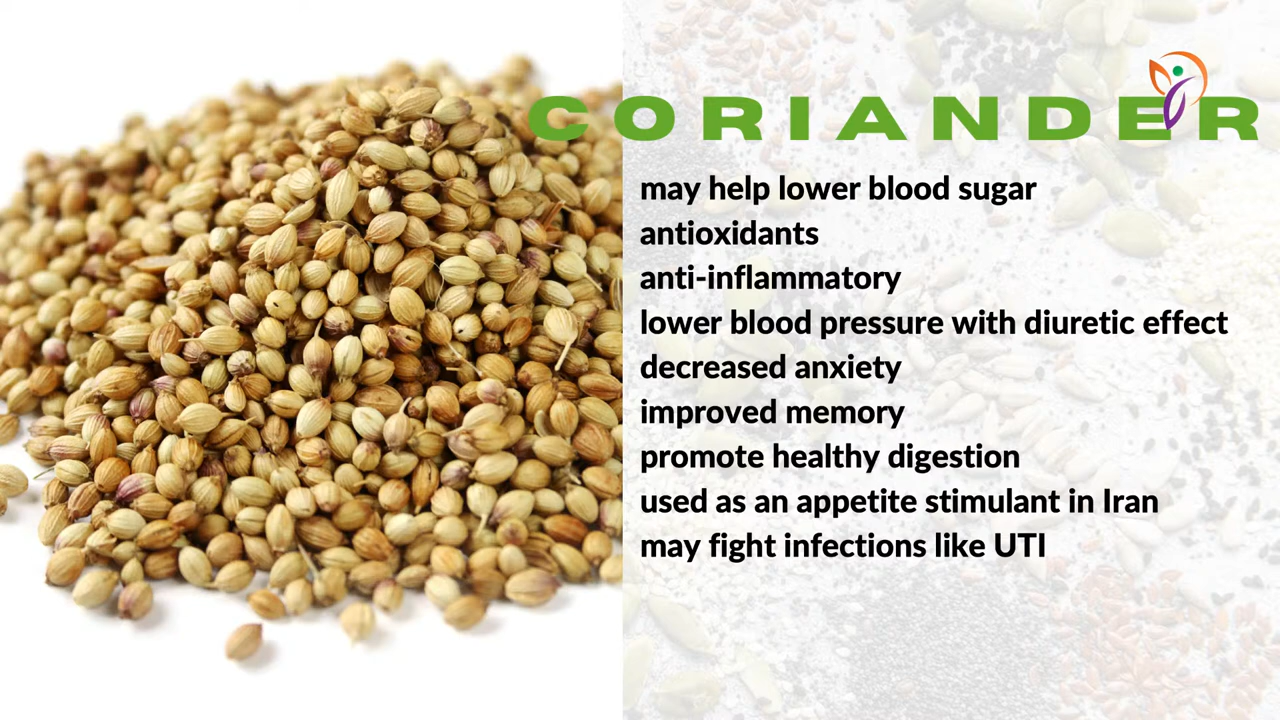 CORIANDER
may help lower blood sugar
antioxidants
anti-inflammatory
lower blood pressure with diuretic effect
decreased anxiety
improved memory
promote healthy digestion
used as an appetite stimulant in Iran
may fight infections like UTI